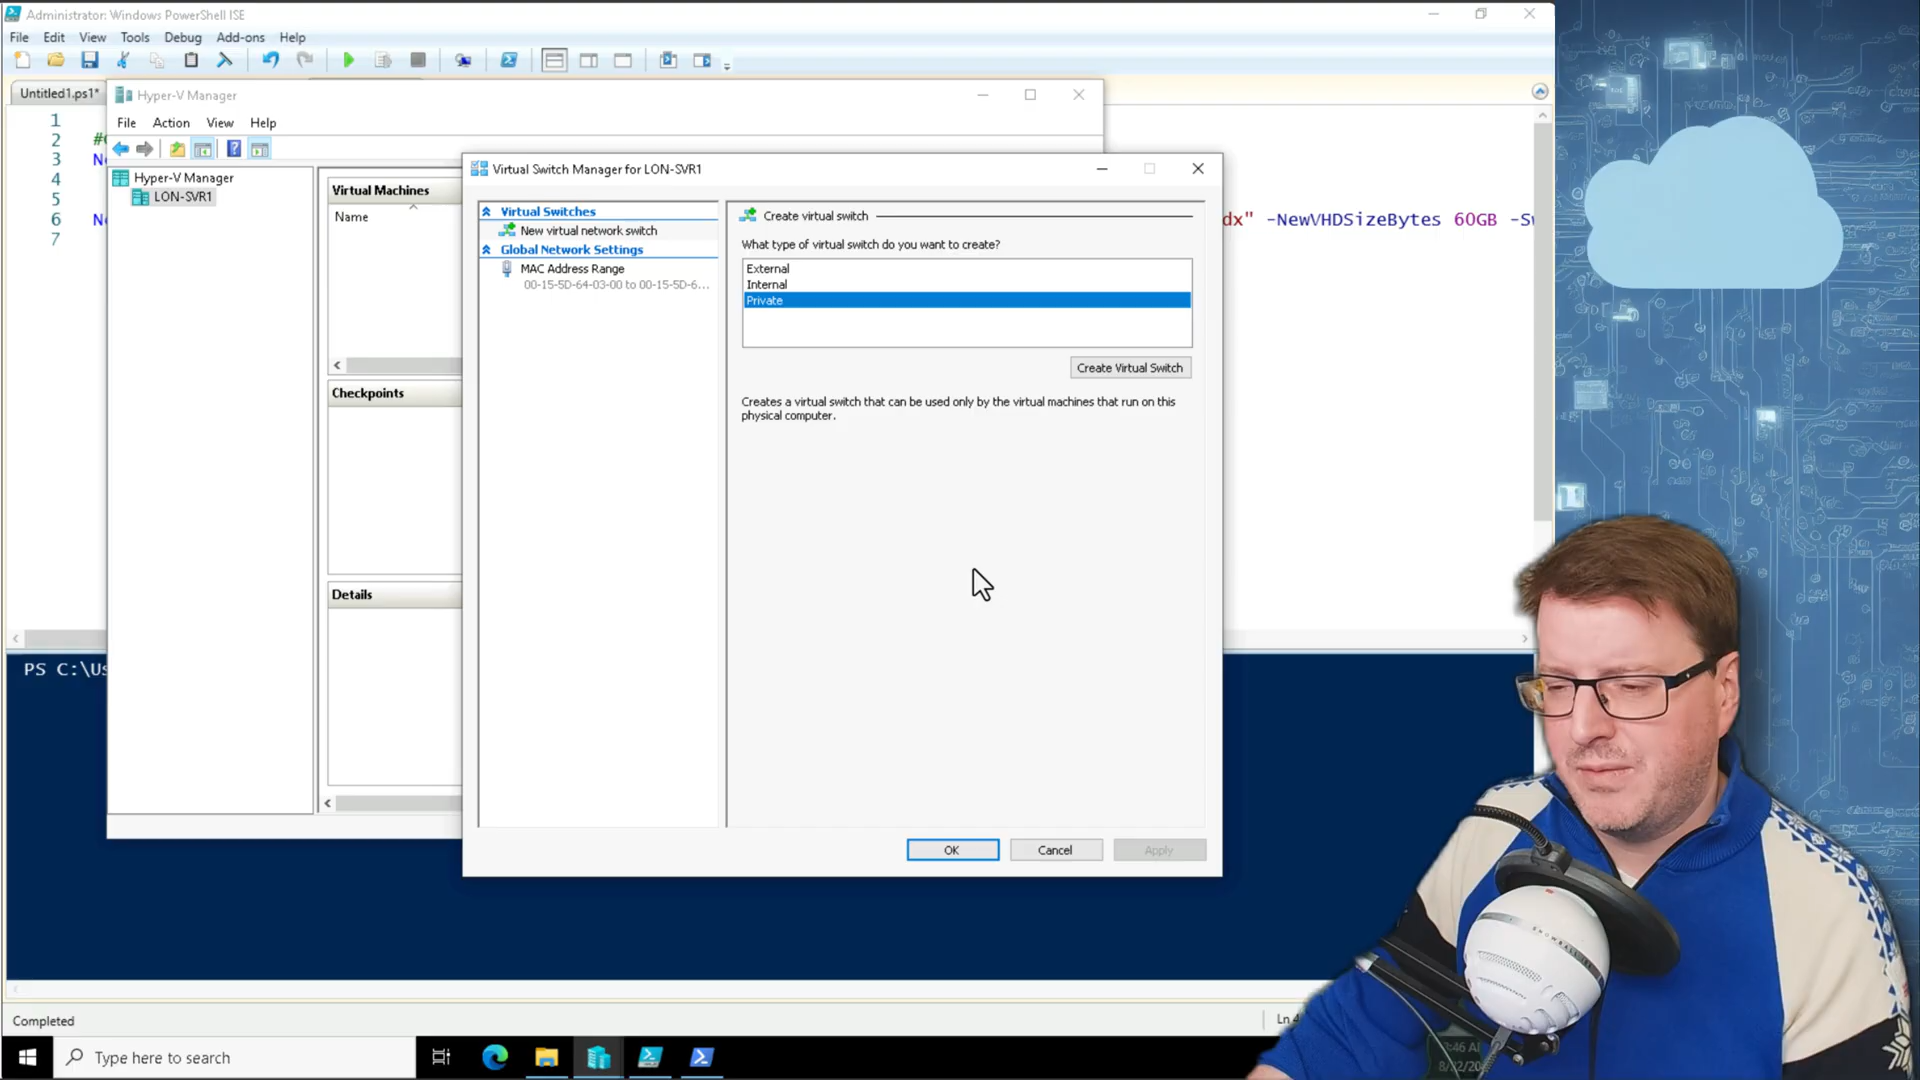 Administrator: Windows PowerShell ISE
File Edit View Tools Debug Add-ons Help
Untitled1.ps1*
Hyper-V Manager
File Action View Help
1
2
3
4
5
6
7
Hyper-V Manager
LON-SVR1
Virtual Machines
Name
Checkpoints
Details
Virtual Switch Manager for LON-SVR1
Virtual Switches
New virtual network switch
Global Network Settings
MAC Address Range
00-15-5D-64-03-00 to 00-15-5D-6...
Create virtual switch
What type of virtual switch do you want to create?
External
Internal
Private
Create Virtual Switch
Creates a virtual switch that can be used only by the virtual machines that run on this
physical computer.
OK Cancel Apply
dx" -NewVHDSizeBytes 60GB -Sw
PS C:\Us
Completed
Type here to search
SNOWBALL